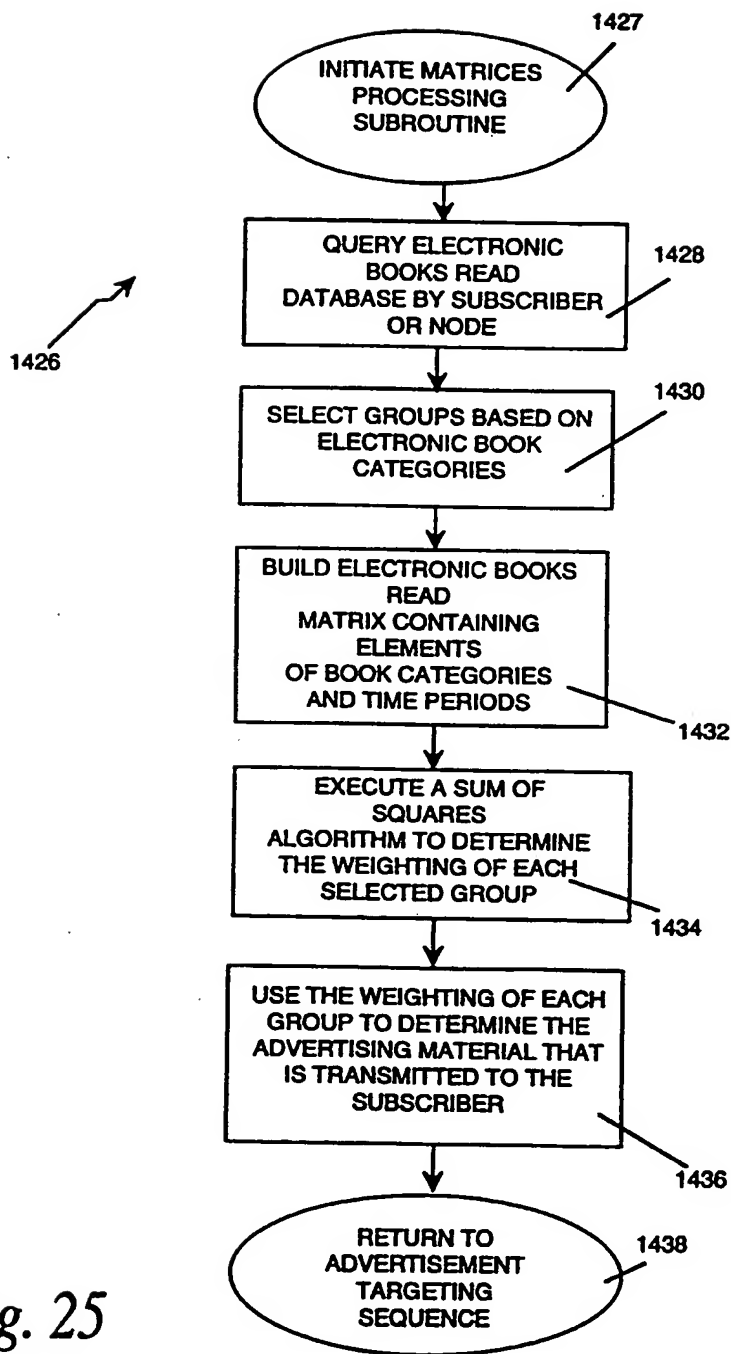 1427
INITIATE MATRICES
PROCESSING
SUBROUTINE
QUERY ELECTRONIC
BOOKS READ
DATABASE BY SUBSCRIBER
OR NODE
1428
1426
1430
SELECT GROUPS BASED ON
ELECTRONIC BOOK
CATEGORIES
BUILD ELECTRONIC BOOKS
READ
MATRIX CONTAINING
ELEMENTS
OF BOOK CATEGORIES
AND TIME PERIODS
1432
EXECUTE A SUM OF
SQUARES
ALGORITHM TO DETERMINE
THE WEIGHTING OF EACH
SELECTED GROUP
1434
USE THE WEIGHTING OF EACH
GROUP TO DETERMINE THE
ADVERTISING MATERIAL THAT
IS TRANSMITTED TO THE
SUBSCRIBER
1436
RETURN TO
ADVERTISEMENT
TARGETING
SEQUENCE
1438
g. 25